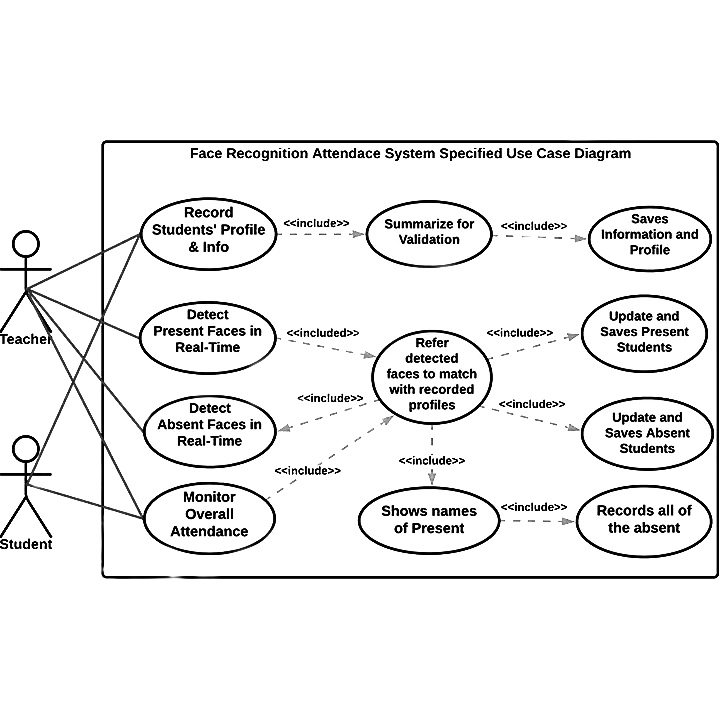 Face Recognition Attendace System Specified Use Case Diagram
Record
Students' Profile
& Info
<<include>>
Summarize for
Validation
<<include>>
Saves
Information and
Profile
Teacher
Detect
Present Faces in
Real-Time
<<included>>
Refer
detected
faces to match
with recorded
profiles
<<include>>
Update and
Saves Present
Students
Detect
Absent Faces in
Real-Time
<<include>>
<<include>>
Update and
Saves Absent
Students
<<include>>
<<include>>
Student
Monitor
Overall
Attendance
Shows names
of Present
<<include>>
Records all of
the absent